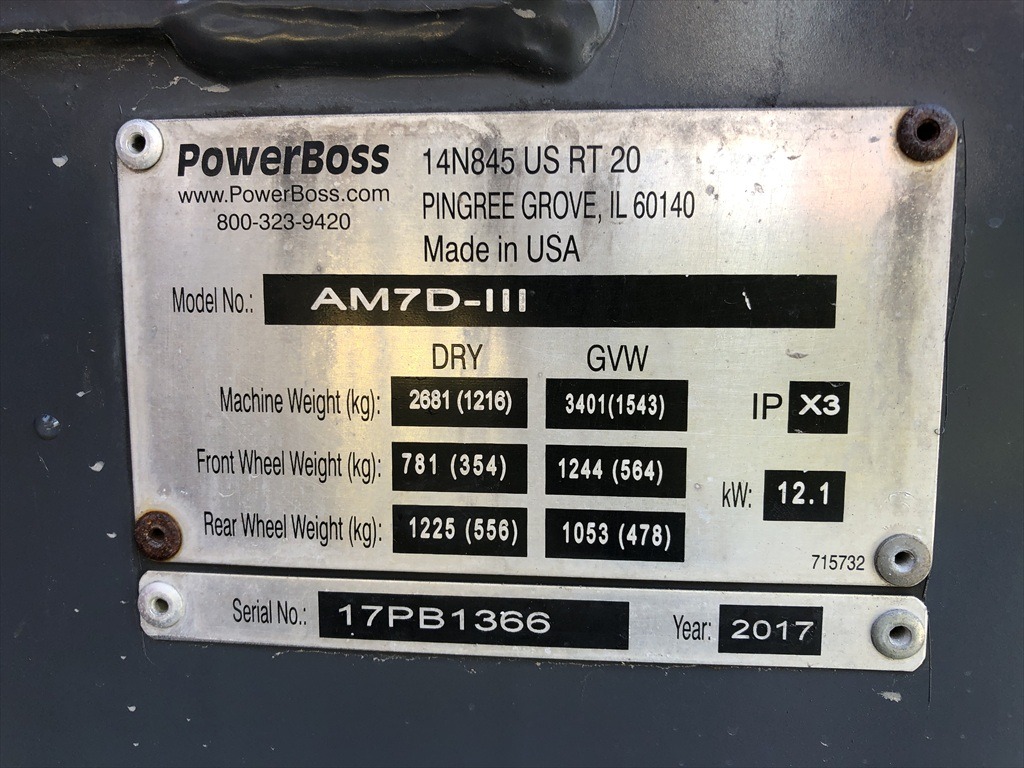 PowerBoss
www.PowerBoss.com
800-323-9420
14N845 US RT 20
PINGREE GROVE, IL 60140
Made in USA
Model No.: AM7D-III
DRY GVW
Machine Weight (kg): 2681 (1216) 3401(1543) IP X3
Front Wheel Weight (kg): 781 (354) 1244 (564)
kW: 12.1
Rear Wheel Weight (kg): 1225 (556) 1053 (478)
715732
Serial No.: 17PB1366 Year: 2017